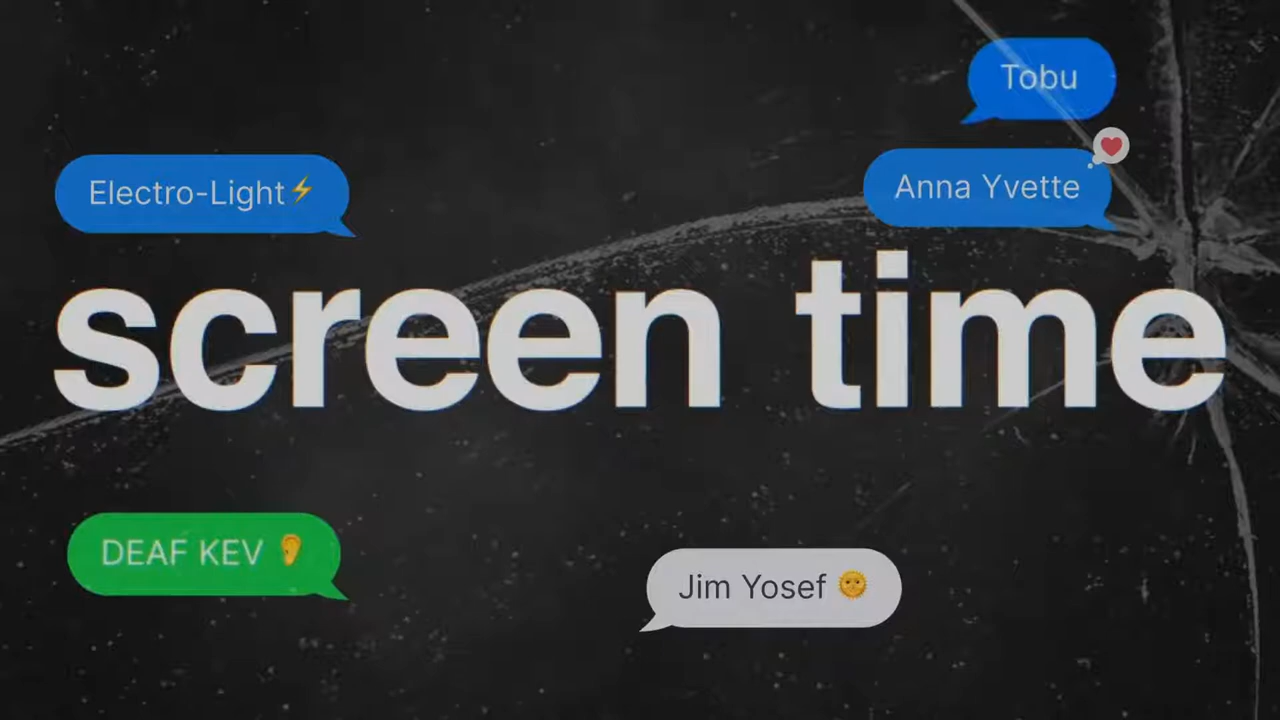 Tobu
Electro-Light⚡
Anna Yvette
screen time
DEAF KEV 👂
Jim Yosef 🌞